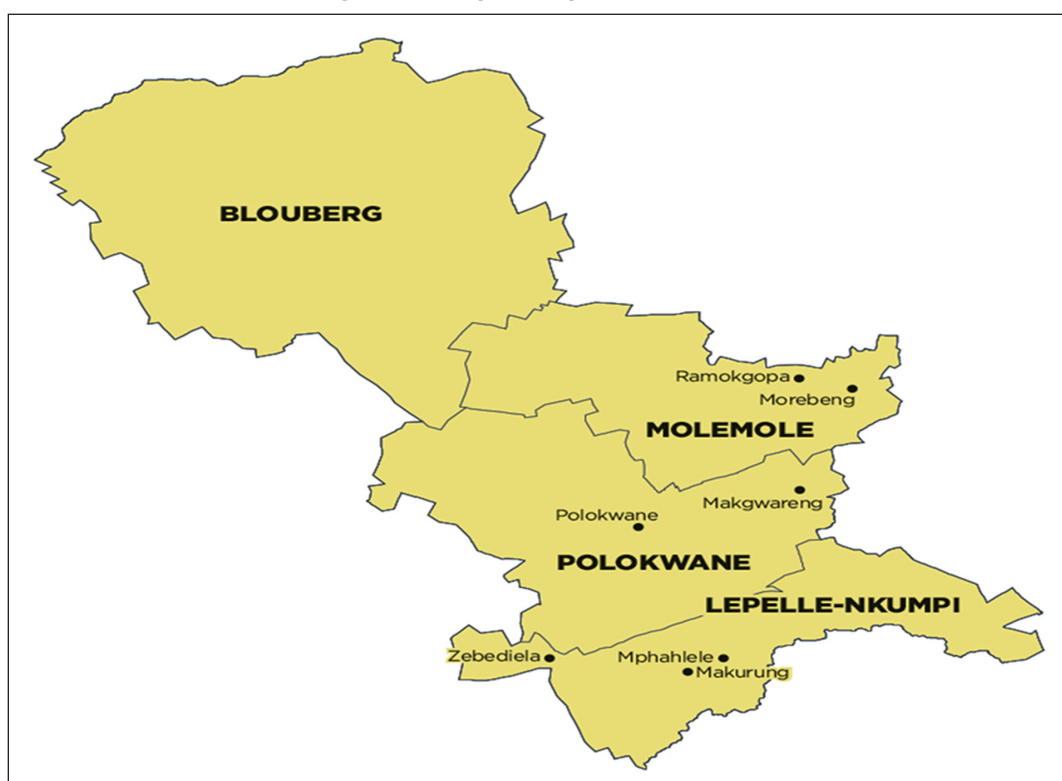 BLOUBERG
Ramokgopa
Morebeng
MOLEMOLE
Makgwareng
Polokwane
POLOKWANE
LEPELLE-NKUMPI
Zebediela
Mphahlele
Makurung